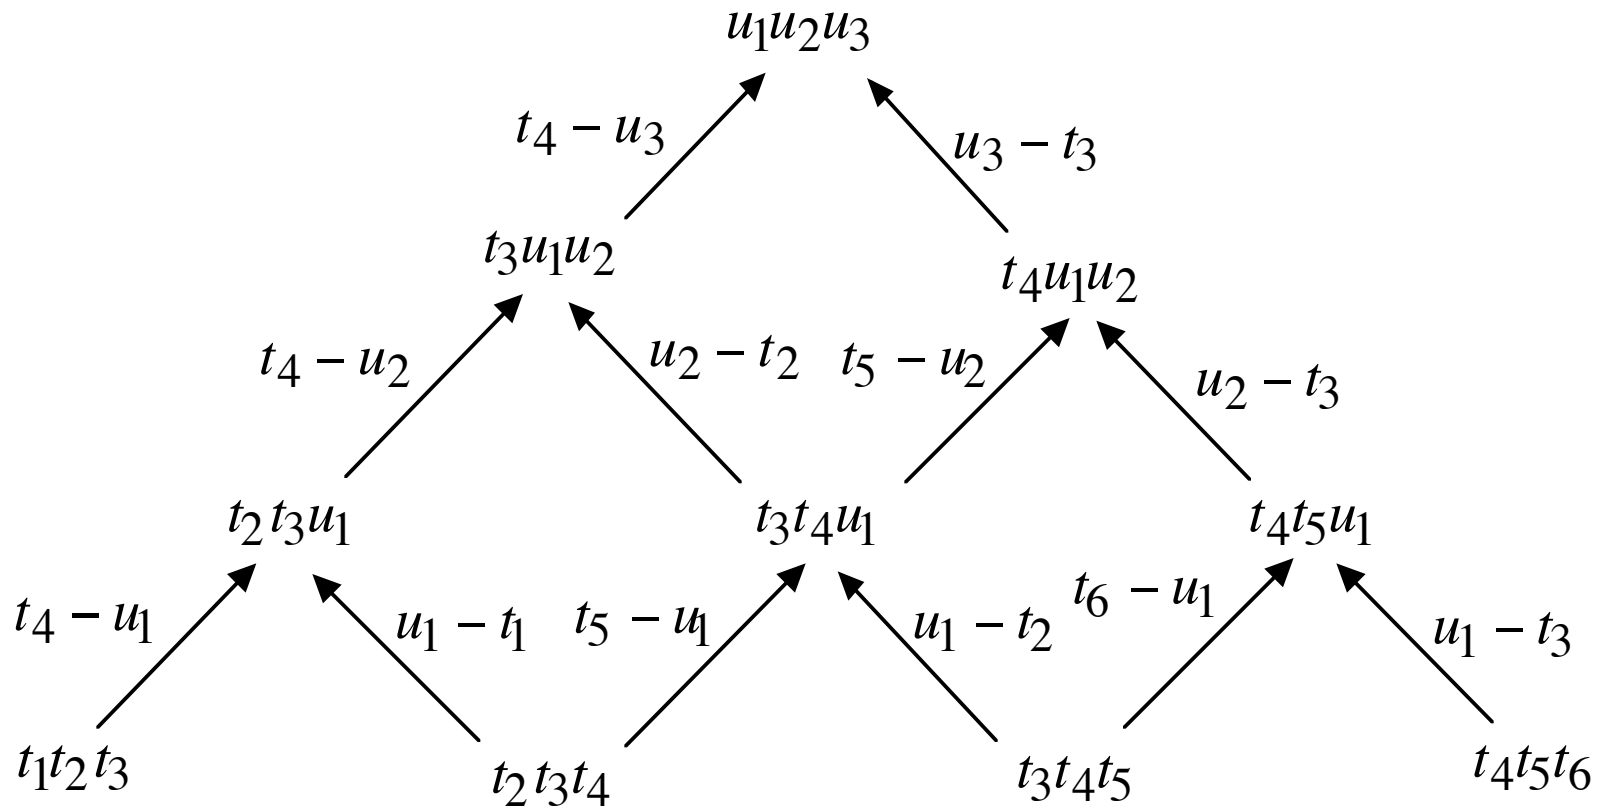 u₁u₂u₃
t₄ − u₃
u₃ − t₃
t₃u₁u₂
t₄u₁u₂
t₄ − u₂
u₂ − t₂
t₅ − u₂
u₂ − t₃
t₂t₃u₁
t₃t₄u₁
t₄t₅u₁
t₄ − u₁
u₁ − t₁
t₅ − u₁
u₁ − t₂
t₆ − u₁
u₁ − t₃
t₁t₂t₃
t₂t₃t₄
t₃t₄t₅
t₄t₅t₆